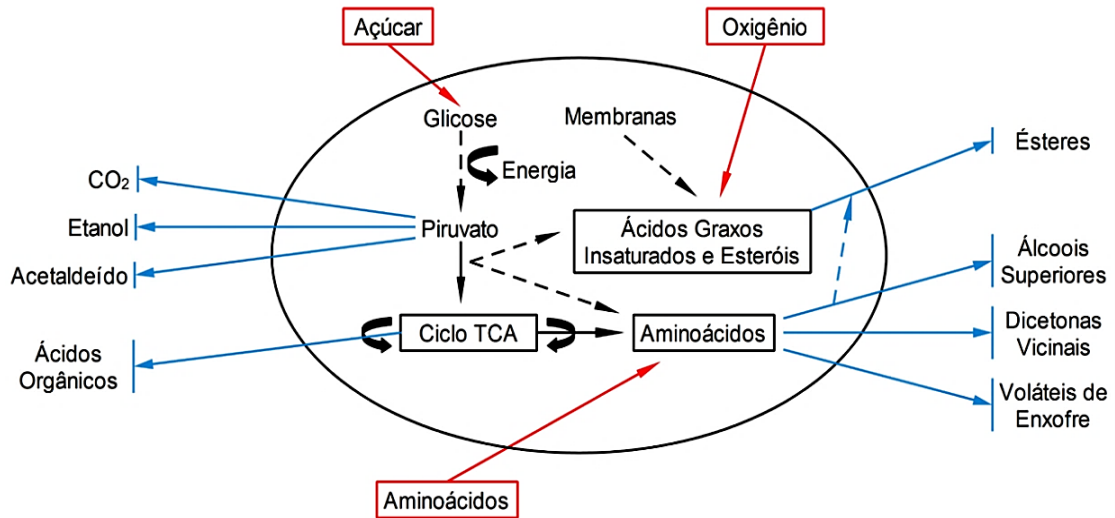 Açúcar
Oxigênio
Glicose
Membranas
Energia
Ésteres
CO₂
Etanol
Piruvato
Ácidos Graxos
Insaturados e Esteróis
Acetaldeído
Álcoois
Superiores
Ciclo TCA
Aminoácidos
Dicetonas
Vicinais
Ácidos
Orgânicos
Voláteis de
Enxofre
Aminoácidos